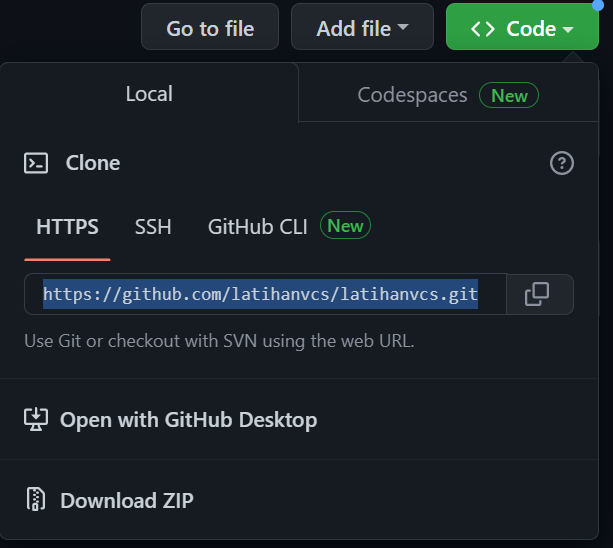 Go to file Add file Code
Local Codespaces New
Clone
HTTPS SSH GitHub CLI New
https://github.com/latihanvcs/latihanvcs.git
Use Git or checkout with SVN using the web URL.
Open with GitHub Desktop
Download ZIP